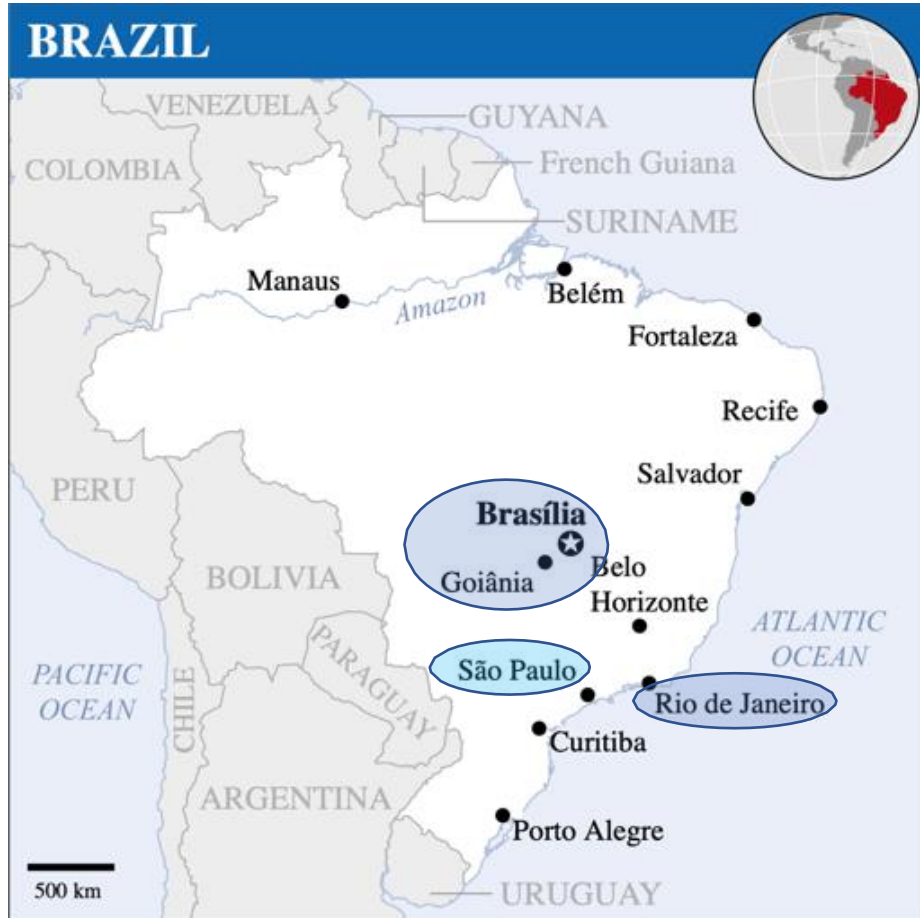 BRAZIL
VENEZUELA
GUYANA
COLOMBIA
French Guiana
SURINAME
Manaus
Amazon
Belém
Fortaleza
Recife
Salvador
PERU
Brasília
BOLIVIA
Goiânia
Belo
Horizonte
ATLANTIC
OCEAN
PARAGUAY
São Paulo
PACIFIC
OCEAN
CHILE
Rio de Janeiro
Curitiba
ARGENTINA
Porto Alegre
500 km
URUGUAY